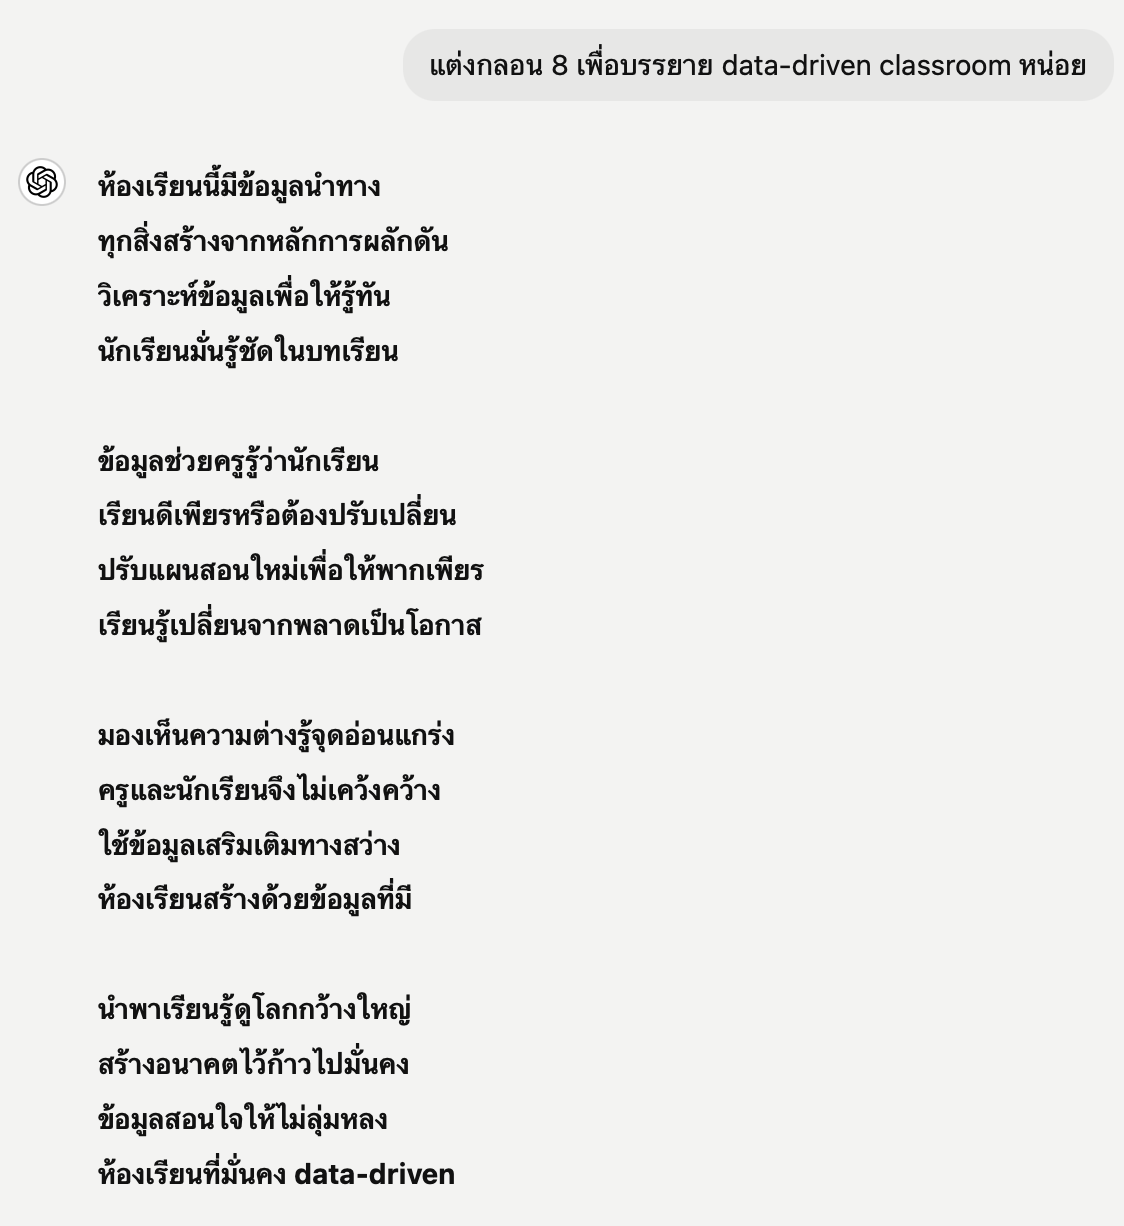 แต่งกลอน 8 เพื่อบรรยาย data-driven classroom หน่อย
ห้องเรียนนี้มีข้อมูลนำทาง
ทุกสิ่งสร้างจากหลักการผลักดัน
วิเคราะห์ข้อมูลเพื่อให้รู้ทัน
นักเรียนมั่นรู้ชัดในบทเรียน
ข้อมูลช่วยครูรู้ว่านักเรียน
เรียนดีเพียรหรือต้องปรับเปลี่ยน
ปรับแผนสอนใหม่เพื่อให้พากเพียร
เรียนรู้เปลี่ยนจากพลาดเป็นโอกาส
มองเห็นความต่างรู้จุดอ่อนแกร่ง
ครูและนักเรียนจึงไม่เคว้งคว้าง
ใช้ข้อมูลเสริมเติมทางสว่าง
ห้องเรียนสร้างด้วยข้อมูลที่มี
นำพาเรียนรู้ดูโลกกว้างใหญ่
สร้างอนาคตไว้ก้าวไปมั่นคง
ข้อมูลสอนใจให้ไม่ลุ่มหลง
ห้องเรียนที่มั่นคง data-driven